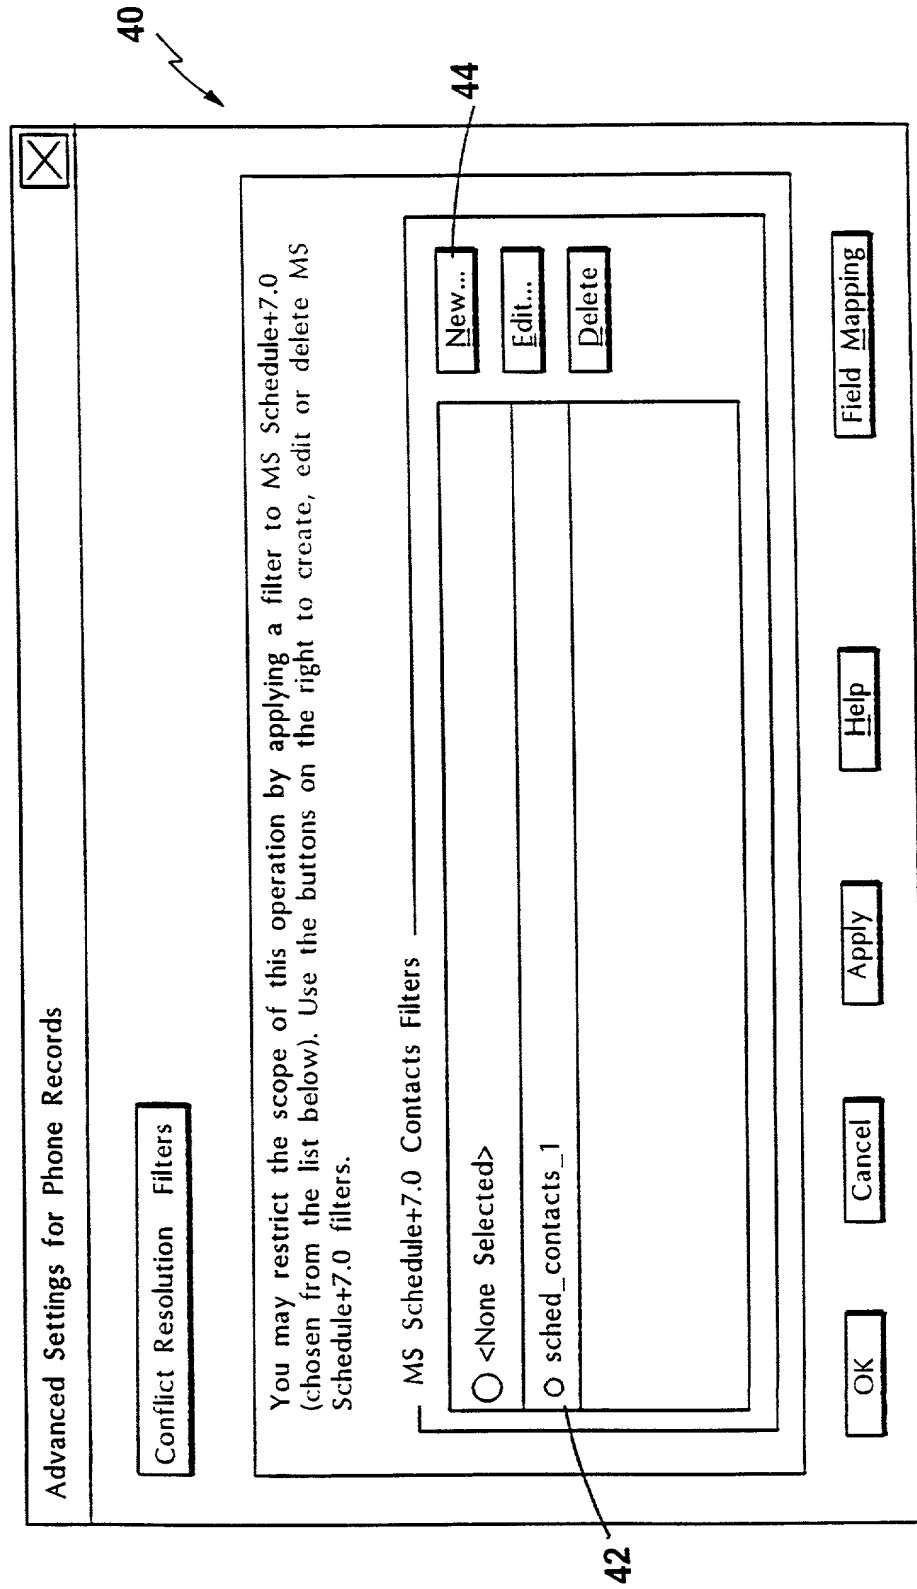 40
Advanced Settings for Phone Records
Conflict Resolution Filters
You may restrict the scope of this operation by applying a filter to MS Schedule+7.0
(chosen from the list below). Use the buttons on the right to create, edit or delete MS
Schedule+7.0 filters.
MS Schedule+7.0 Contacts Filters
44
<None Selected>
New...
42
sched_contacts_1
Edit...
Delete
OK
Cancel
Apply
Help
Field Mapping